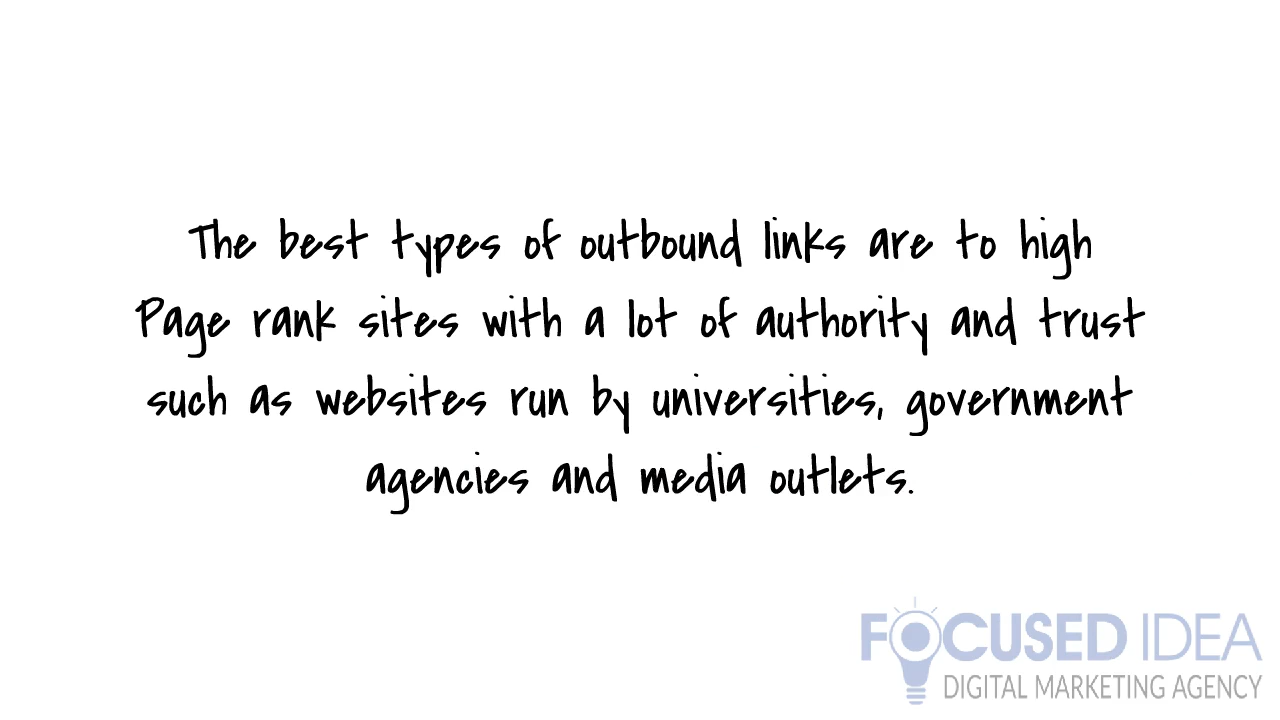 The best types of outbound links are to high
Page rank sites with a lot of authority and trust
such as websites run by universities, government
agencies and media outlets.
FOCUSED IDEA
DIGITAL MARKETING AGENCY